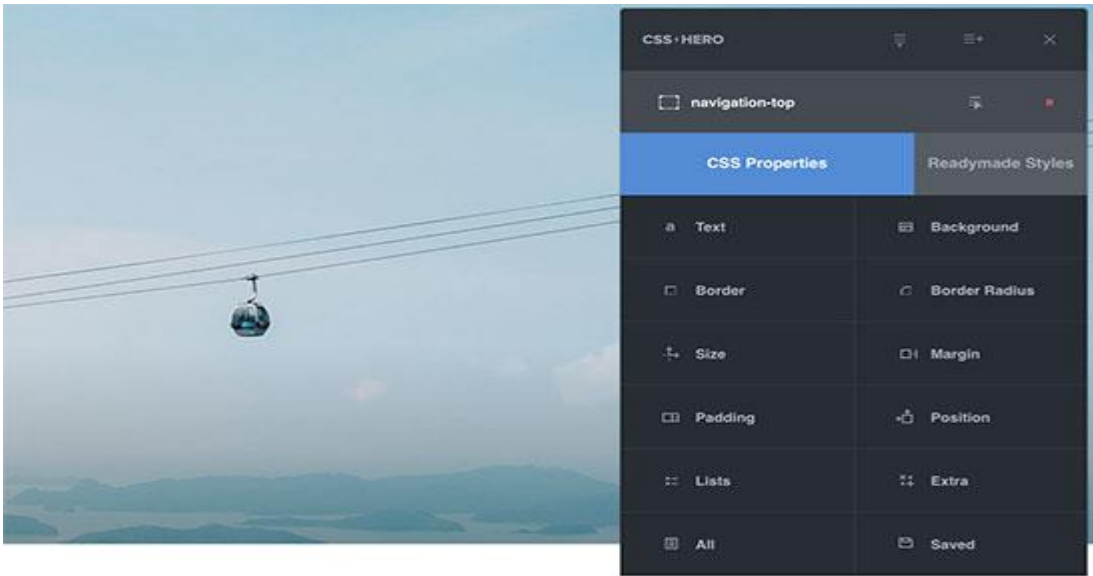 CSS HERO
navigation-top
CSS Properties Readymade Styles
a Text Background
Border Border Radius
Size Margin
Padding Position
Lists Extra
All Saved